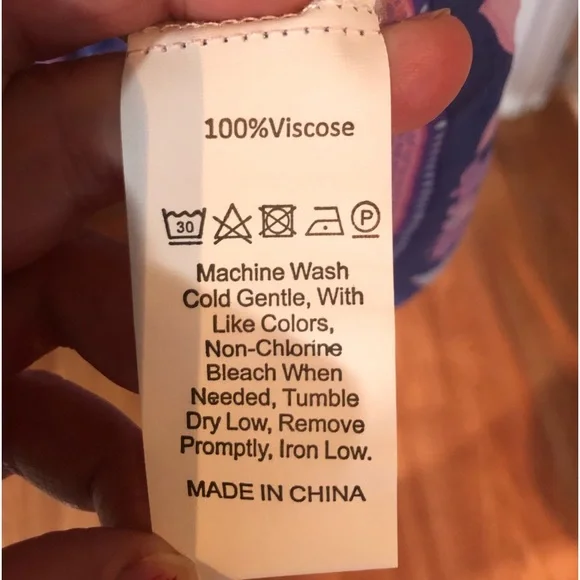 100%Viscose
30 P
Machine Wash
Cold Gentle, With
Like Colors,
Non-Chlorine
Bleach When
Needed, Tumble
Dry Low, Remove
Promptly, Iron Low.
MADE IN CHINA